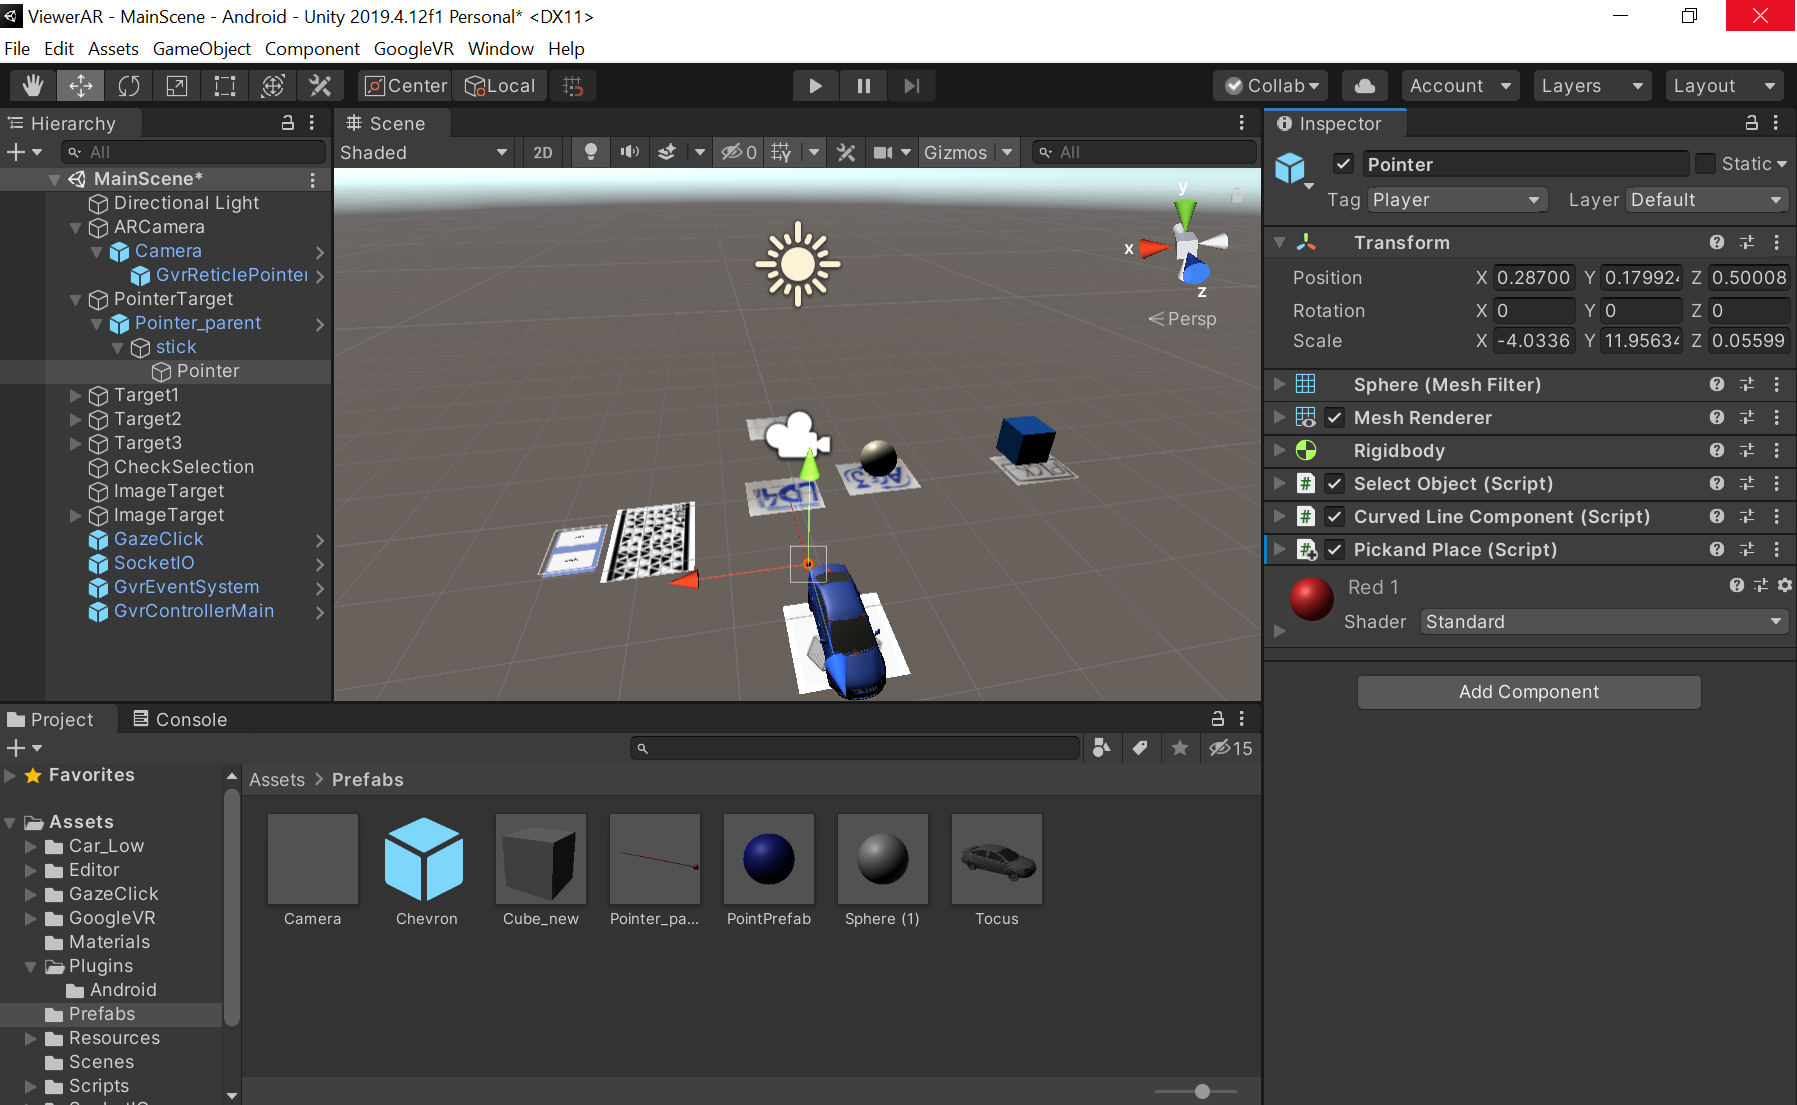 ViewerAR - MainScene - Android - Unity 2019.4.12f1 Personal* <DX11>
File Edit Assets GameObject Component GoogleVR Window Help
Center Local Collab Account Layers Layout
Hierarchy
All
MainScene*
Directional Light
ARCamera
Camera
GvrReticlePointer
PointerTarget
Pointer_parent
stick
Pointer
Target1
Target2
Target3
CheckSelection
ImageTarget
ImageTarget
GazeClick
SocketIO
GvrEventSystem
GvrControllerMain
Scene
Shaded 2D 0 Gizmos All
y
x
z
Persp
Inspector
Pointer Static
Tag Player Layer Default
Transform
Position X 0.28700 Y 0.17992 Z 0.50008
Rotation X 0 Y 0 Z 0
Scale X -4.0336 Y 11.9563 Z 0.05599
Sphere (Mesh Filter)
Mesh Renderer
Rigidbody
Select Object (Script)
Curved Line Component (Script)
Pickand Place (Script)
Red 1
Shader Standard
Add Component
Project Console
15
Favorites
Assets
Car_Low
Editor
GazeClick
GoogleVR
Materials
Plugins
Android
Prefabs
Resources
Scenes
Scripts
Assets > Prefabs
Camera Chevron Cube_new Pointer_pa... PointPrefab Sphere (1) Tocus